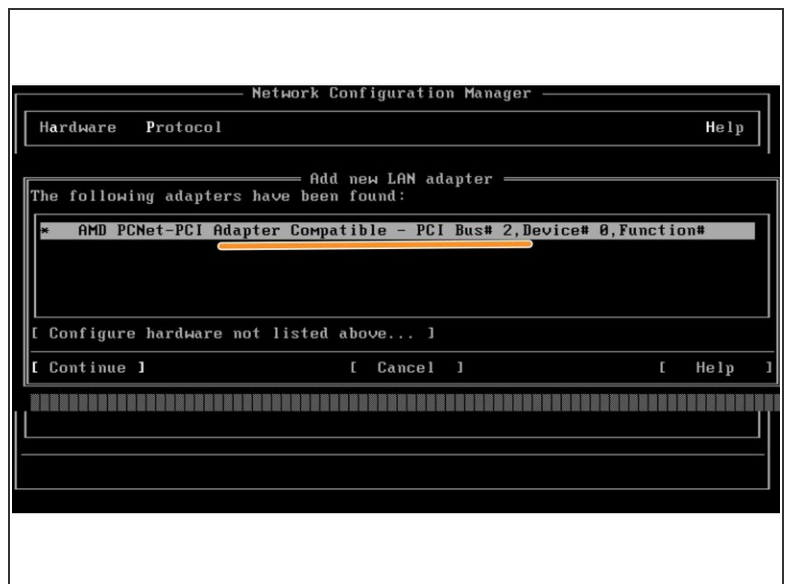 Network Configuration Manager
Hardware Protocol Help
Add new LAN adapter
The following adapters have been found:
* AMD PCNet-PCI Adapter Compatible - PCI Bus# 2,Device# 0,Function#
[ Configure hardware not listed above... ]
[ Continue ] [ Cancel ] [ Help ]